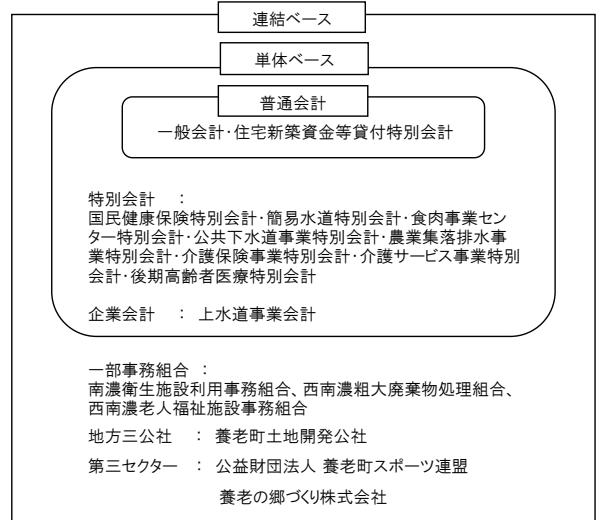 連結ベース
単体ベース
普通会計
一般会計･住宅新築資金等貸付特別会計
特別会計　：
国民健康保険特別会計･簡易水道特別会計･食肉事業セン
ター特別会計･公共下水道事業特別会計･農業集落排水事
業特別会計･介護保険事業特別会計･介護サービス事業特別
会計･後期高齢者医療特別会計
企業会計　：　上水道事業会計
一部事務組合　：
南濃衛生施設利用事務組合、西南濃粗大廃棄物処理組合、
西南濃老人福祉施設事務組合
地方三公社　：　養老町土地開発公社
第三セクター　：　公益財団法人 養老町スポーツ連盟
養老の郷づくり株式会社